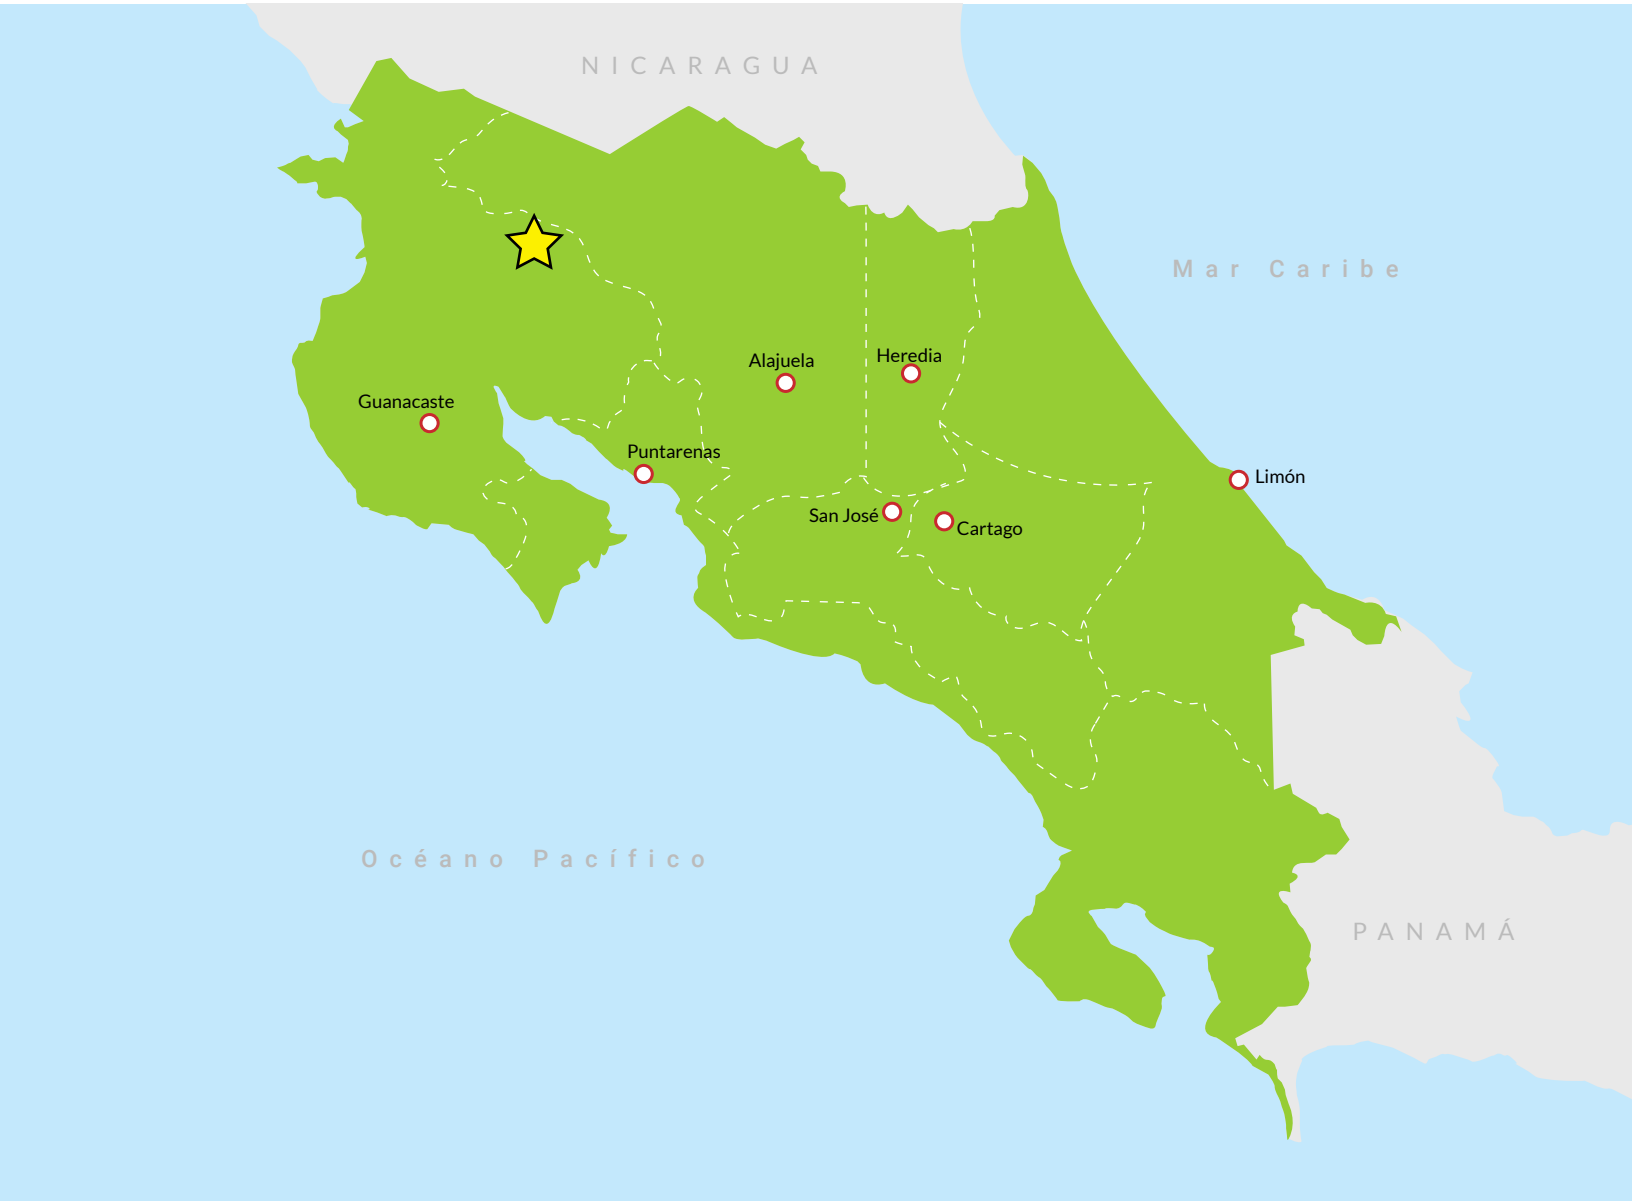 NICARAGUA
Mar Caribe
Alajuela
Heredia
Guanacaste
Puntarenas
Limón
San José
Cartago
Océano Pacífico
PANAMÁ